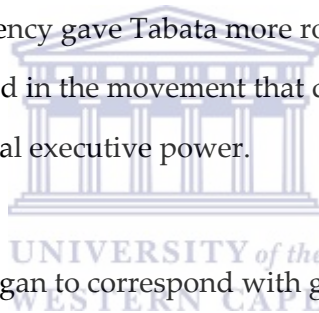 ency gave Tabata more ro
d in the movement that c
al executive power.
UNIVERSITY of the
gan to correspond with g
WESTERN CAPE